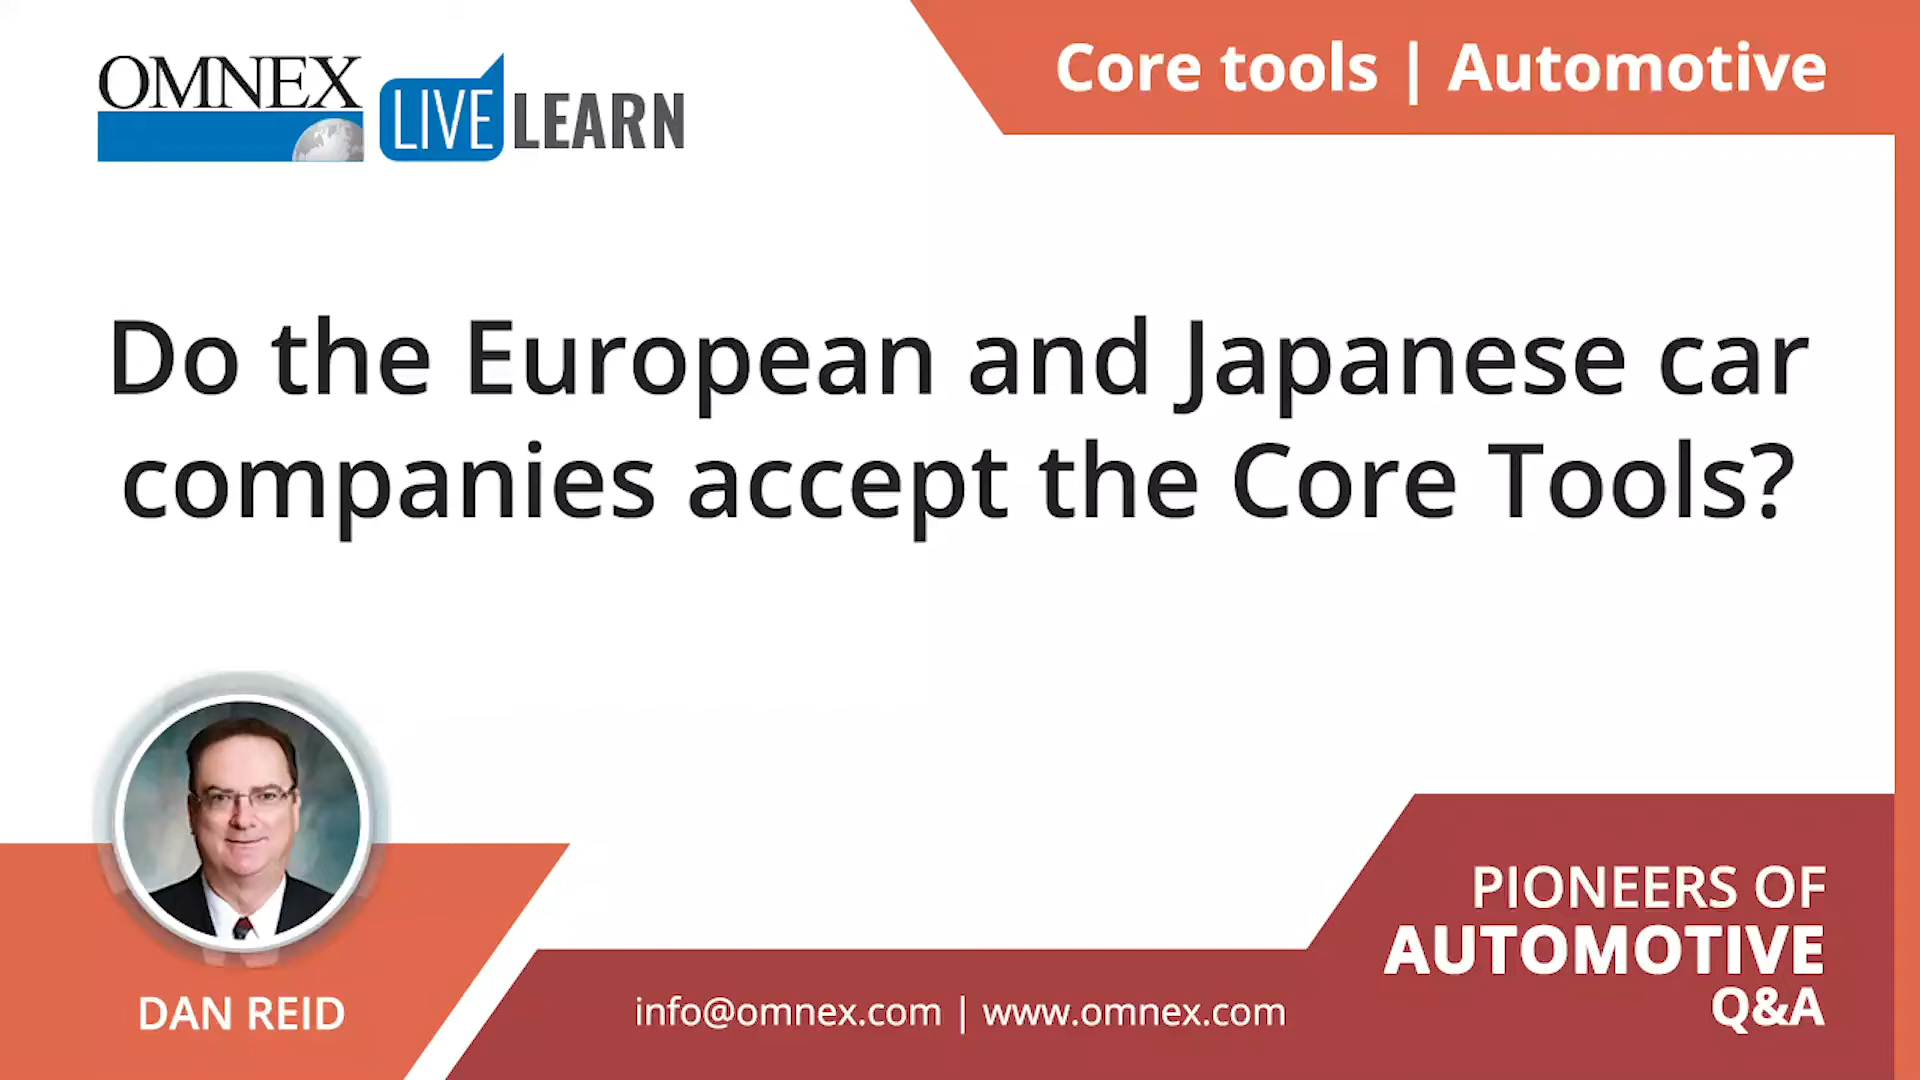 OMNEX LIVE LEARN
Core tools | Automotive
Do the European and Japanese car
companies accept the Core Tools?
DAN REID
info@omnex.com | www.omnex.com
PIONEERS OF
AUTOMOTIVE
Q&A